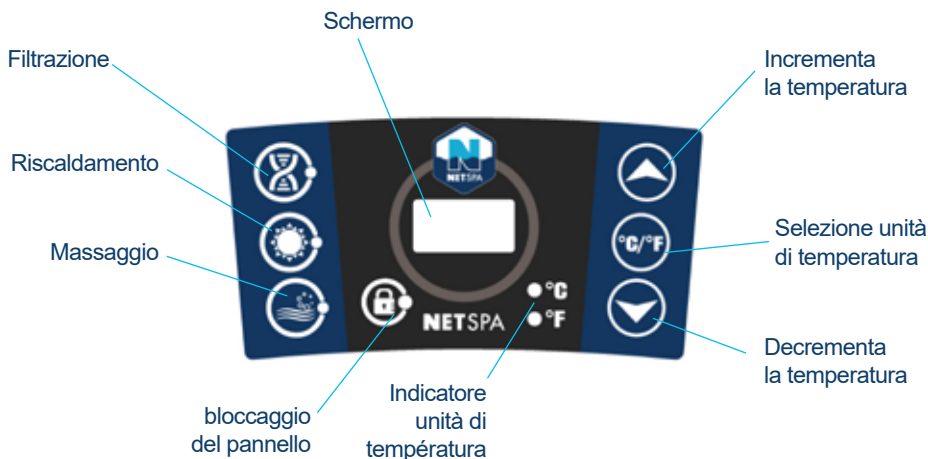 Schermo
Filtrazione
Incrementa
la temperatura
N
NETSPA
Riscaldamento
°C/°F
Selezione unità
di temperatura
Massaggio
°C
NETSPA
°F
Decrementa
la temperatura
bloccaggio
del pannello
Indicatore
unità di
température